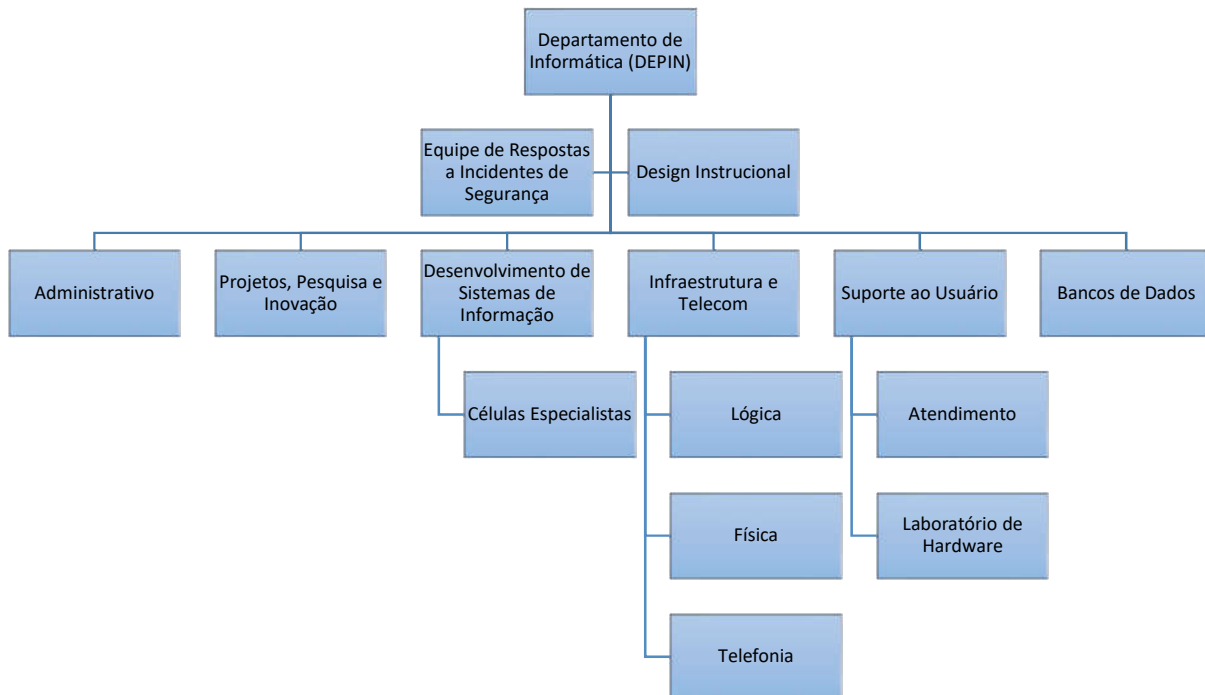 Departamento de
Informática (DEPIN)
Equipe de Respostas
a Incidentes de
Segurança
Design Instrucional
Administrativo
Projetos, Pesquisa e
Inovação
Desenvolvimento de
Sistemas de
Informação
Infraestrutura e
Telecom
Suporte ao Usuário
Bancos de Dados
Células Especialistas
Lógica
Atendimento
Física
Laboratório de
Hardware
Telefonia